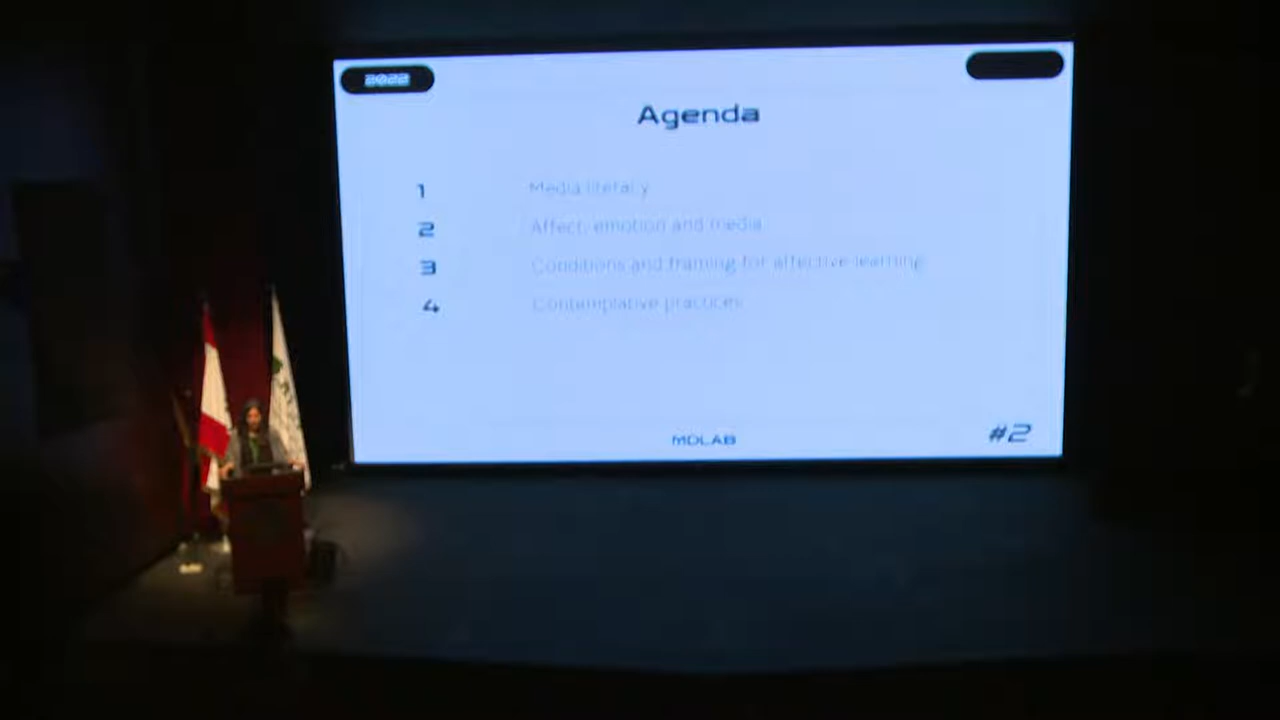 2022
Agenda
1 Media literacy
2 Affect, emotion and media
3 Conditions and framing for affective learning
4 Contemplative practices
MDLAB
#2